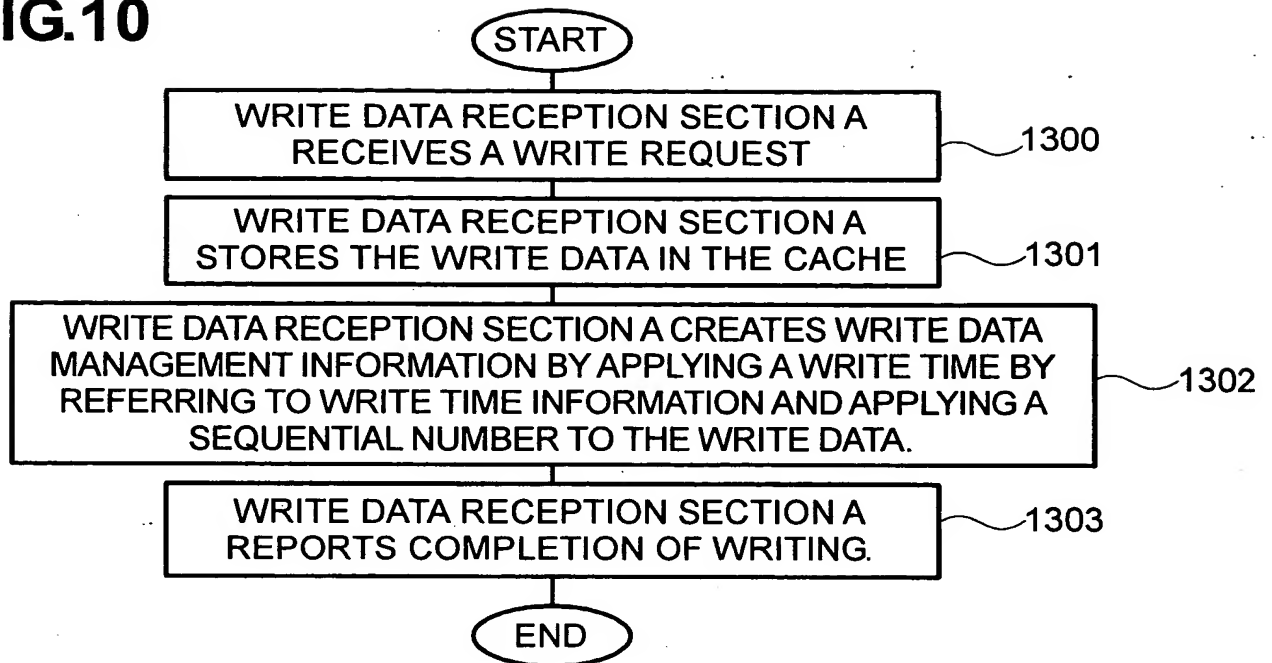 IG.10
START
WRITE DATA RECEPTION SECTION A
RECEIVES A WRITE REQUEST
1300
WRITE DATA RECEPTION SECTION A
STORES THE WRITE DATA IN THE CACHE
1301
WRITE DATA RECEPTION SECTION A CREATES WRITE DATA
MANAGEMENT INFORMATION BY APPLYING A WRITE TIME BY
REFERRING TO WRITE TIME INFORMATION AND APPLYING A
SEQUENTIAL NUMBER TO THE WRITE DATA.
1302
WRITE DATA RECEPTION SECTION A
REPORTS COMPLETION OF WRITING.
1303
END